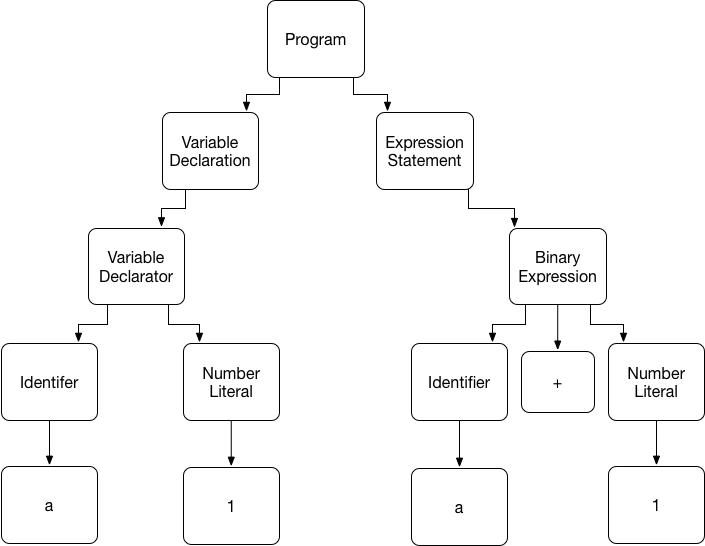 Program
Variable
Declaration
Expression
Statement
Variable
Declarator
Binary
Expression
Identifer
Number
Literal
Identifier
+
Number
Literal
a
1
a
1